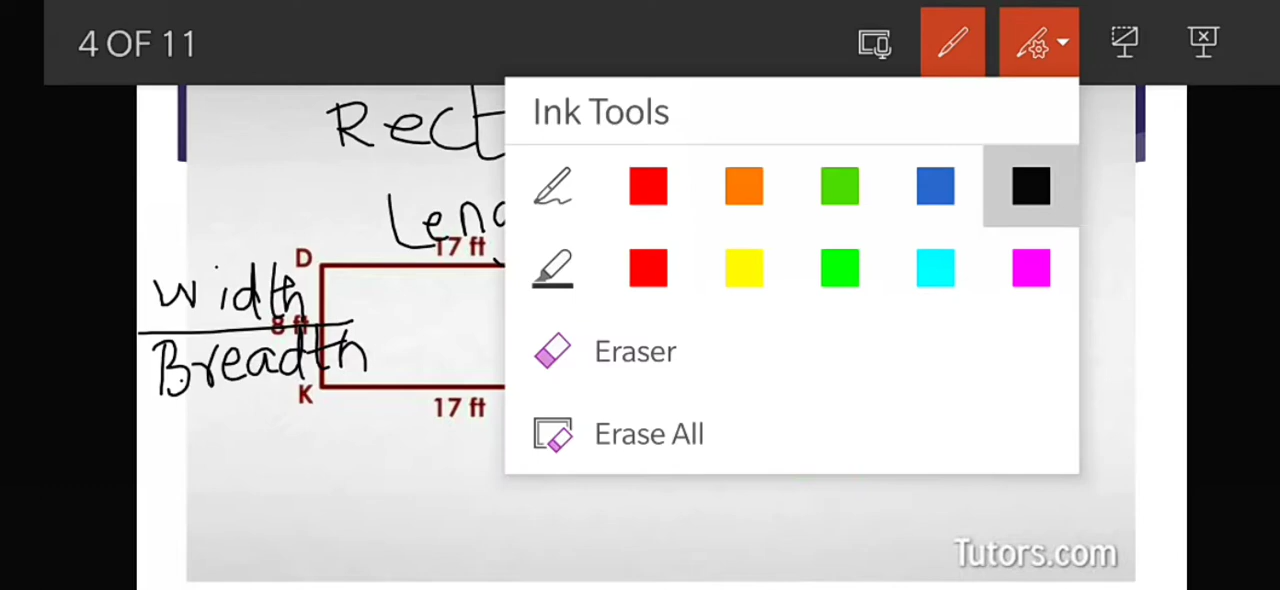 4 OF 11
Ink Tools
Rect
Leng
D
17 ft
Width
8 ft
Breadth
K
17 ft
Eraser
Erase All
Tutors.com